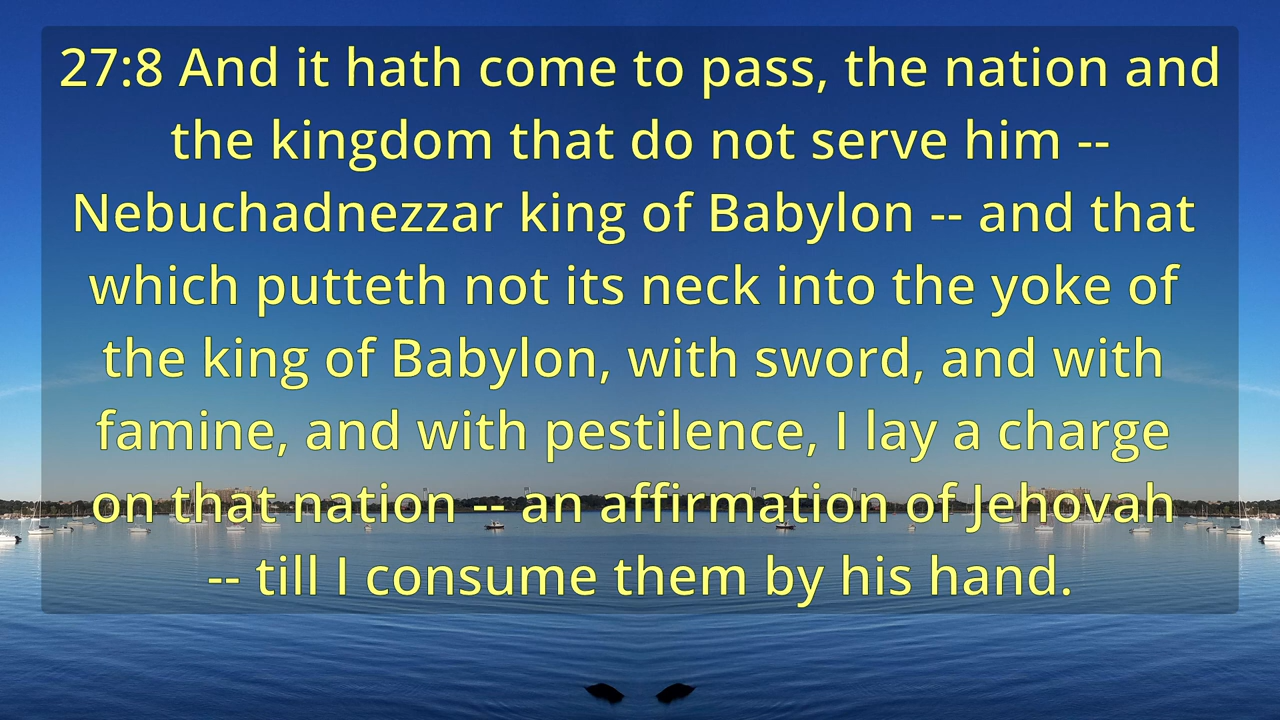 27:8 And it hath come to pass, the nation and
the kingdom that do not serve him --
Nebuchadnezzar king of Babylon -- and that
which putteth not its neck into the yoke of
the king of Babylon, with sword, and with
famine, and with pestilence, I lay a charge
on that nation -- an affirmation of Jehovah
-- till I consume them by his hand.